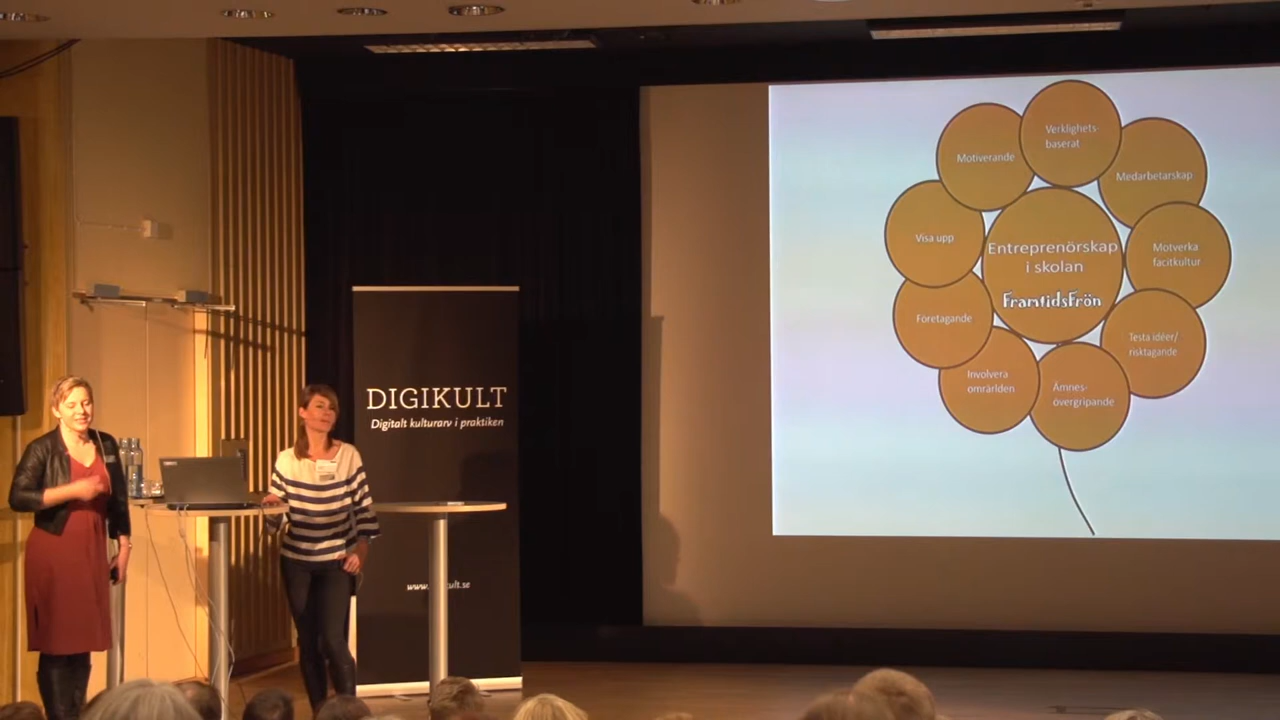 DIGIKULT
Digitalt kulturarv i praktiken
Verklighets-
baserat
Motiverande
Medarbetarskap
Visa upp
Entreprenörskap
i skolan
FramtidsFrön
Motverka
facitkultur
Företagande
Testa idéer/
risktagande
Involvera
områrlden
Ämnes-
övergripande